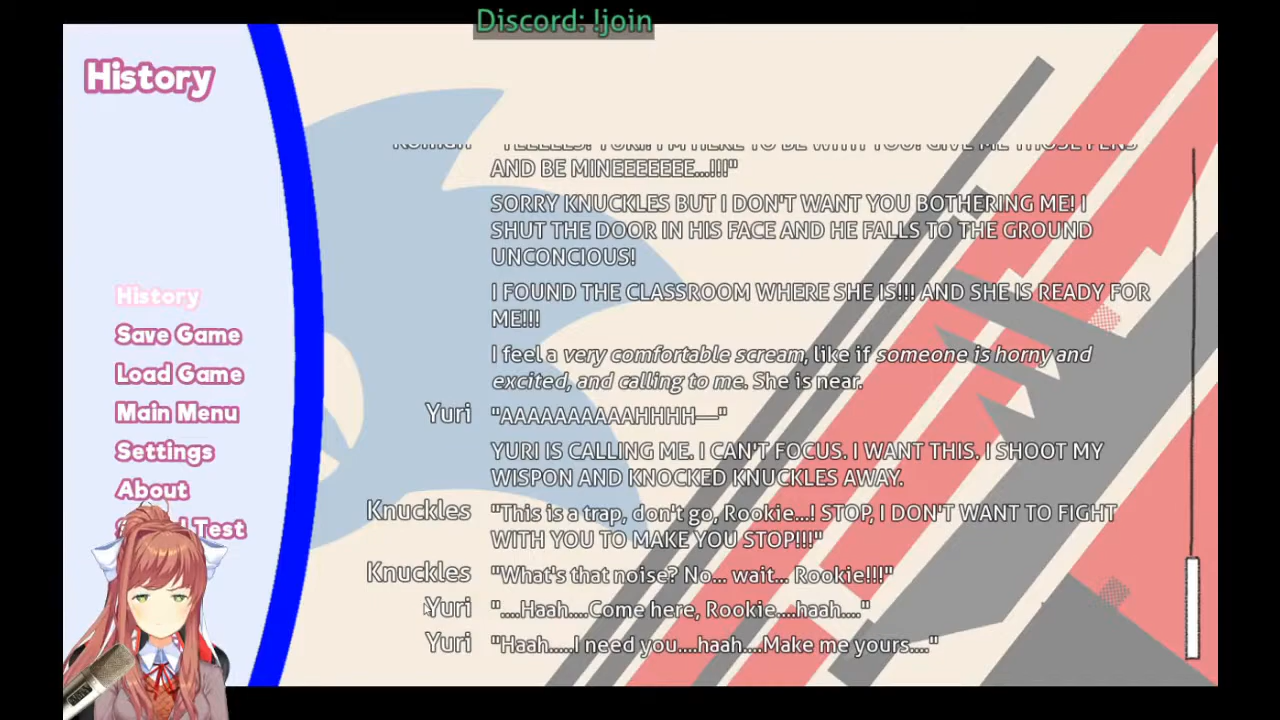 Discord: !join
History
AND BE MINEEEEEEE...!!!"
SORRY KNUCKLES BUT I DON'T WANT YOU BOTHERING ME! I
SHUT THE DOOR IN HIS FACE AND HE FALLS TO THE GROUND
UNCONCIOUS!
I FOUND THE CLASSROOM WHERE SHE IS!!! AND SHE IS READY FOR
ME!!!
I feel a very comfortable scream, like if someone is horny and
excited, and calling to me. She is near.
Yuri "AAAAAAAAAAHHHH—"
YURI IS CALLING ME. I CAN'T FOCUS. I WANT THIS. I SHOOT MY
WISPON AND KNOCKED KNUCKLES AWAY.
Knuckles "This is a trap, don't go, Rookie...! STOP, I DON'T WANT TO FIGHT
WITH YOU TO MAKE YOU STOP!!!"
Knuckles "What's that noise? No... wait... Rookie!!!"
Yuri "....Haah....Come here, Rookie....haah...."
Yuri "Haah.....I need you....haah....Make me yours...."
History
Save Game
Load Game
Main Menu
Settings
About
Test